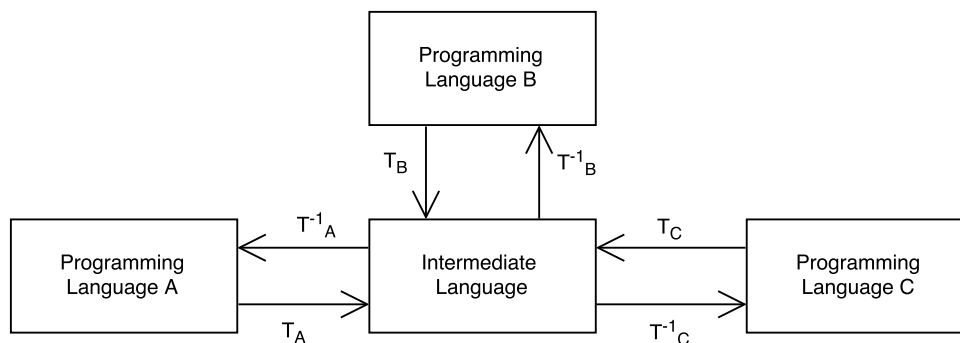 Programming
Language B
T_B
T^-1_B
T^-1_A
T_C
Programming
Language A
Intermediate
Language
Programming
Language C
T_A
T^-1_C